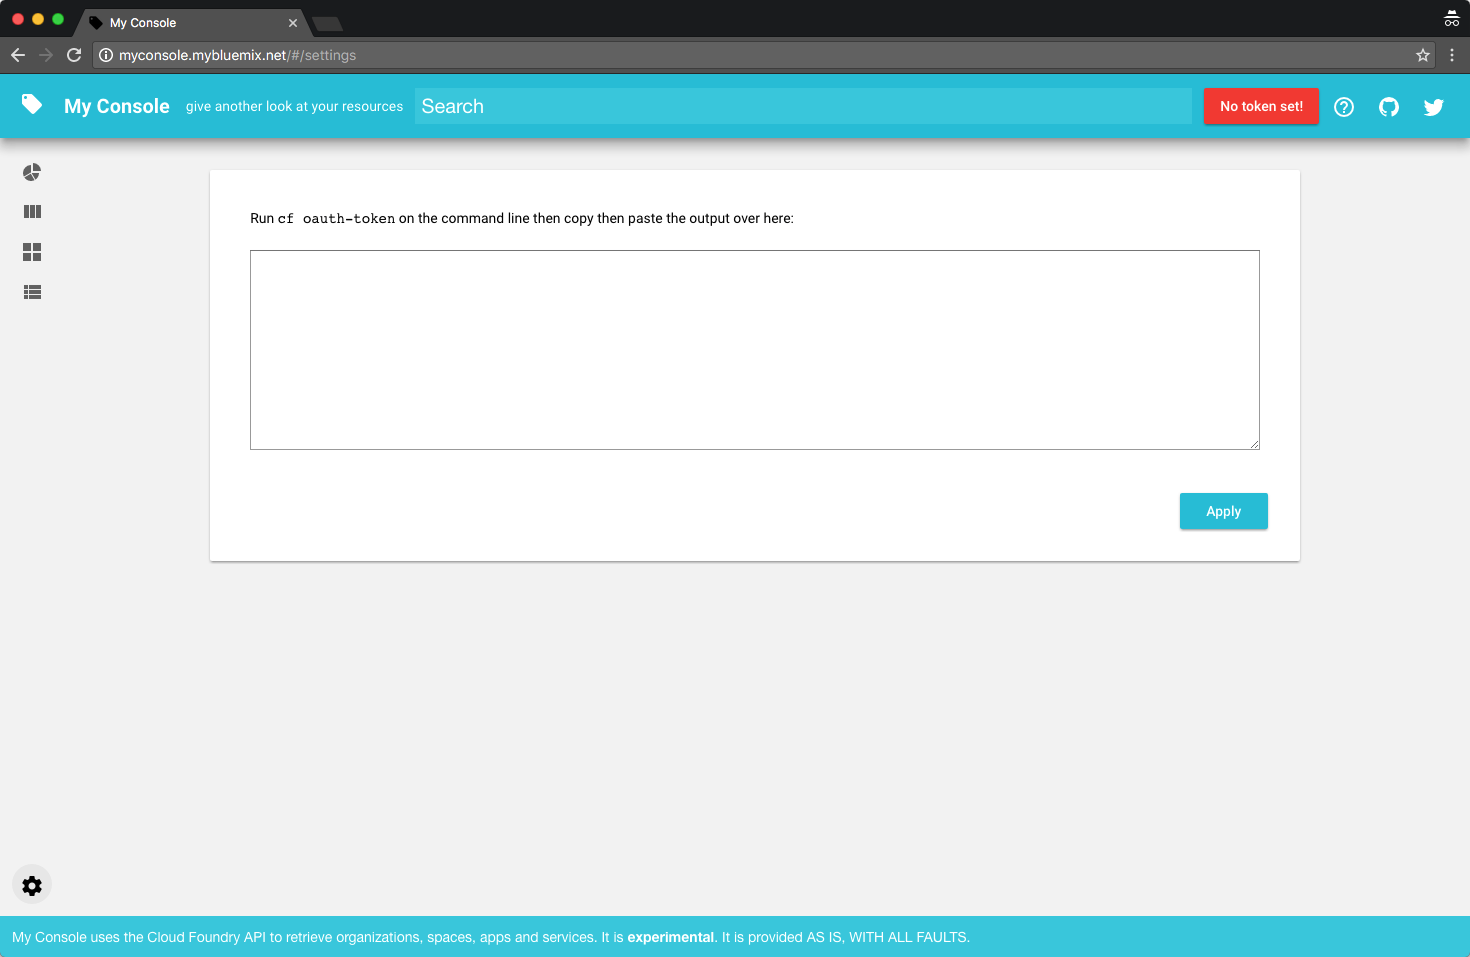 My Console
myconsole.mybluemix.net/#/settings
My Console give another look at your resources Search No token set!
Run cf oauth-token on the command line then copy then paste the output over here:
Apply
My Console uses the Cloud Foundry API to retrieve organizations, spaces, apps and services. It is experimental. It is provided AS IS, WITH ALL FAULTS.